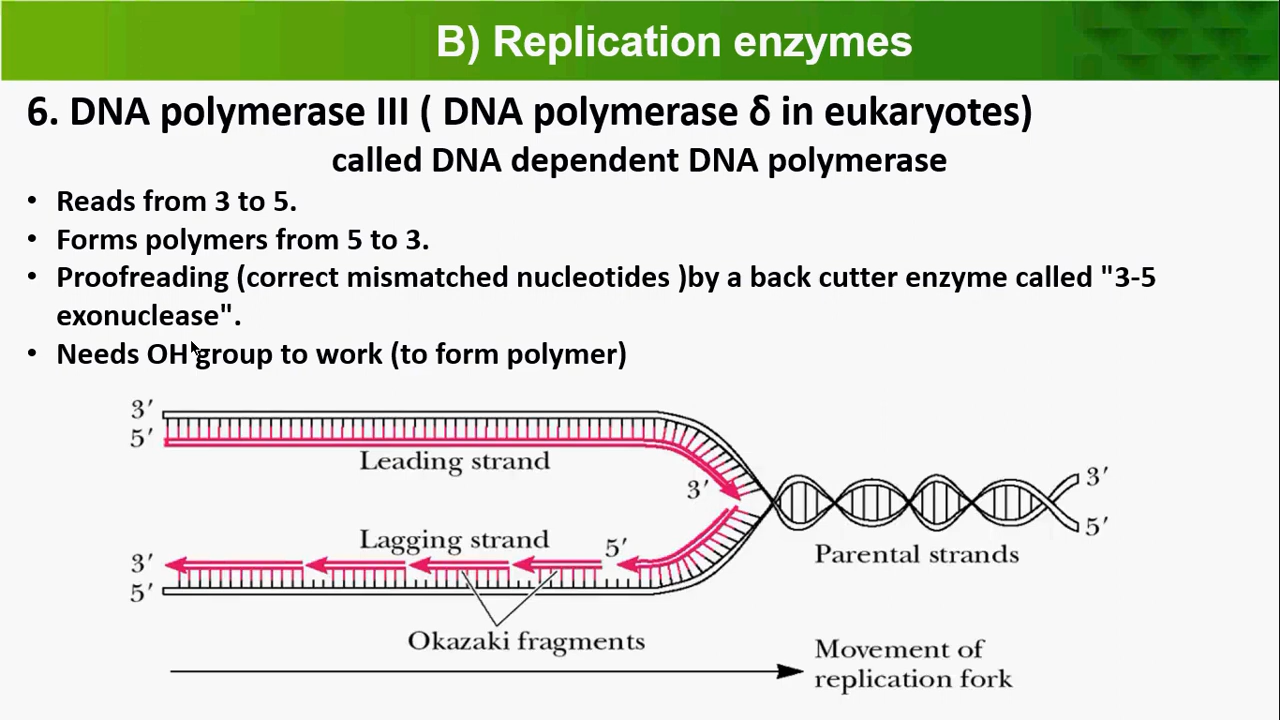 B) Replication enzymes
6. DNA polymerase III ( DNA polymerase δ in eukaryotes)
called DNA dependent DNA polymerase
• Reads from 3 to 5.
• Forms polymers from 5 to 3.
• Proofreading (correct mismatched nucleotides )by a back cutter enzyme called "3-5
exonuclease".
• Needs OH group to work (to form polymer)
3′
5′
Leading strand
3′
3′
5′
Parental strands
Lagging strand
5′
3′
5′
Okazaki fragments
Movement of
replication fork